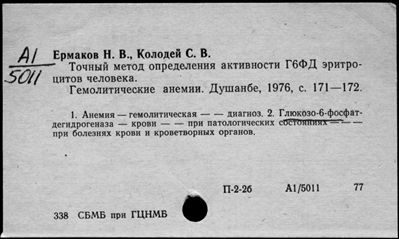 А1
5011
Ермаков Н. В., Колодей С. В.
Точный метод определения активности Г6ФД эритро-
цитов человека.
Гемолитические анемии. Душанбе, 1976, с. 171—172.
1. Анемия — гемолитическая — — диагноз. 2. Глюкозо-6-фосфат-
дегидрогеназа — крови — — при патологических состояниях — — —
при болезнях крови и кроветворных органов.
П-2-26 А1/5011 77
338 СБМБ при ГЦНМБ